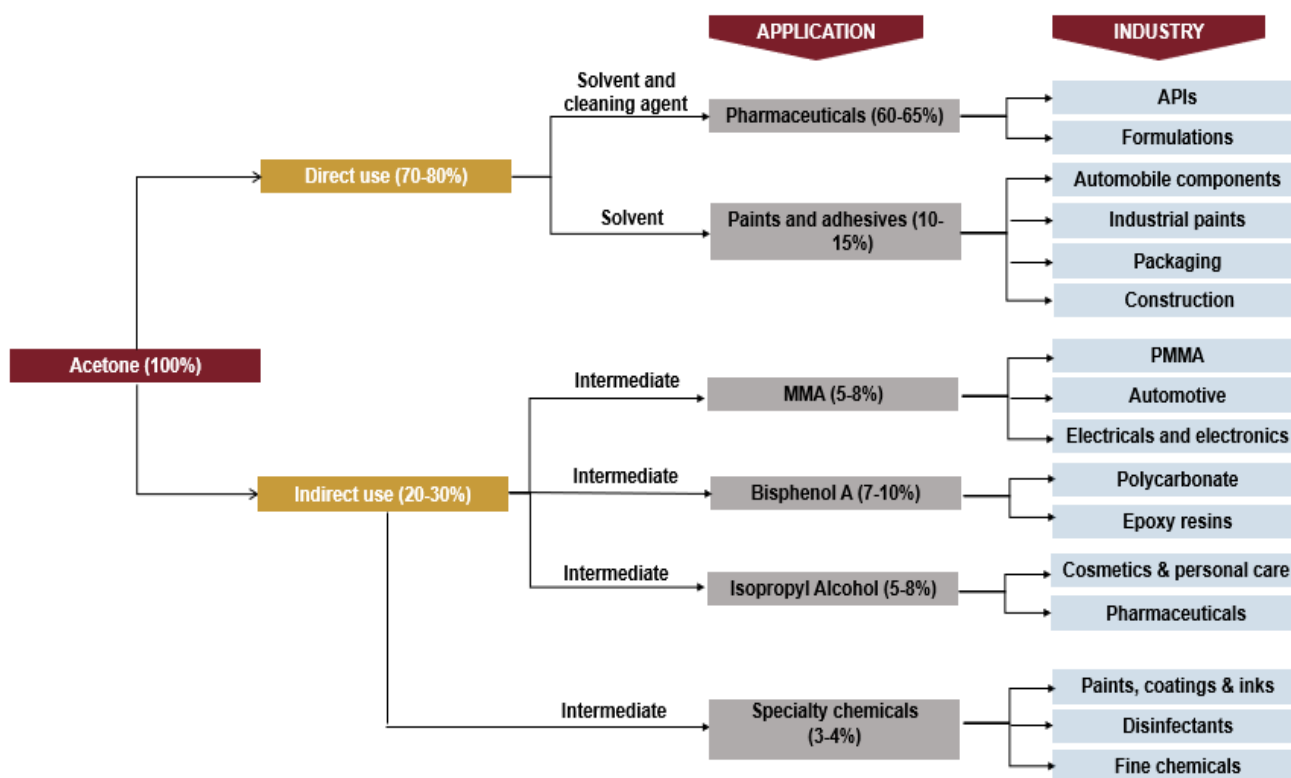 APPLICATION
INDUSTRY
Solvent and
cleaning agent
Pharmaceuticals (60-65%)
APIs
Formulations
Direct use (70-80%)
Solvent
Paints and adhesives (10-
15%)
Automobile components
Industrial paints
Packaging
Construction
Acetone (100%)
Intermediate
MMA (5-8%)
PMMA
Automotive
Electricals and electronics
Indirect use (20-30%)
Intermediate
Bisphenol A (7-10%)
Polycarbonate
Epoxy resins
Intermediate
Isopropyl Alcohol (5-8%)
Cosmetics & personal care
Pharmaceuticals
Intermediate
Specialty chemicals
(3-4%)
Paints, coatings & inks
Disinfectants
Fine chemicals